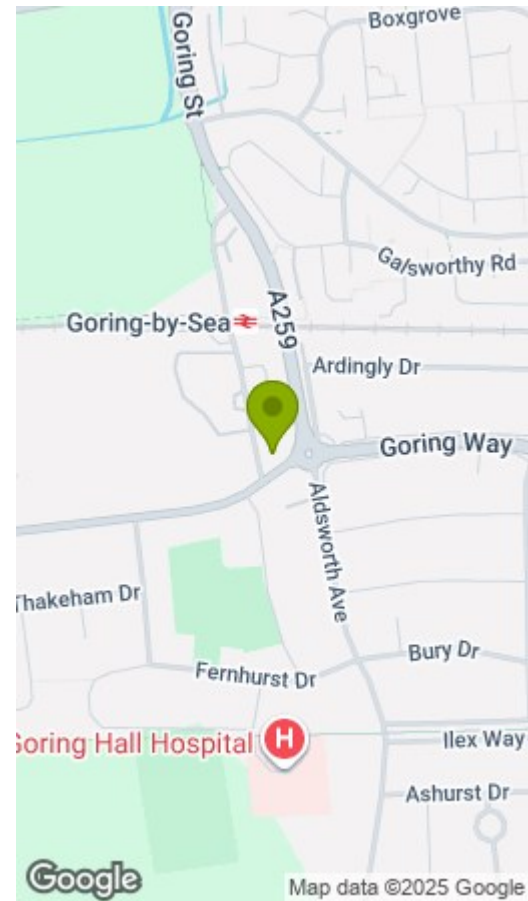 Boxgrove
Goring St
Galsworthy Rd
A259
Goring-by-Sea
Ardingly Dr
Goring Way
Aldsworth Ave
Thakeham Dr
Bury Dr
Fernhurst Dr
Goring Hall Hospital
H
Ilex Way
Ashurst Dr
Google
Map data ©2025 Google